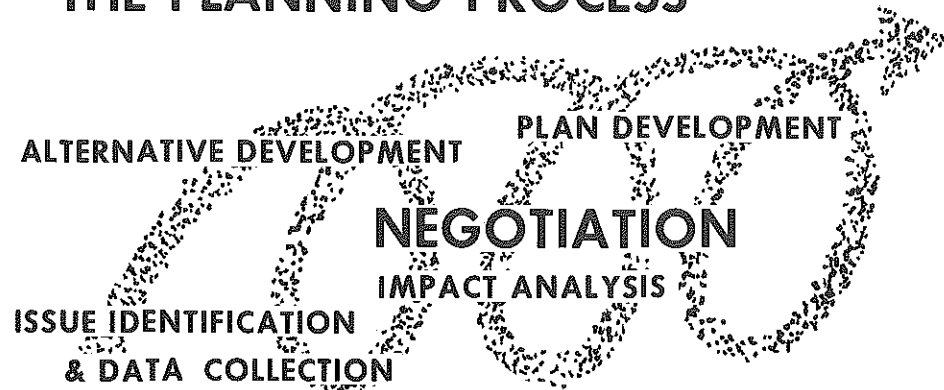 THE PLANNING PROCESS
ALTERNATIVE DEVELOPMENT
PLAN DEVELOPMENT
NEGOTIATION
IMPACT ANALYSIS
ISSUE IDENTIFICATION
& DATA COLLECTION